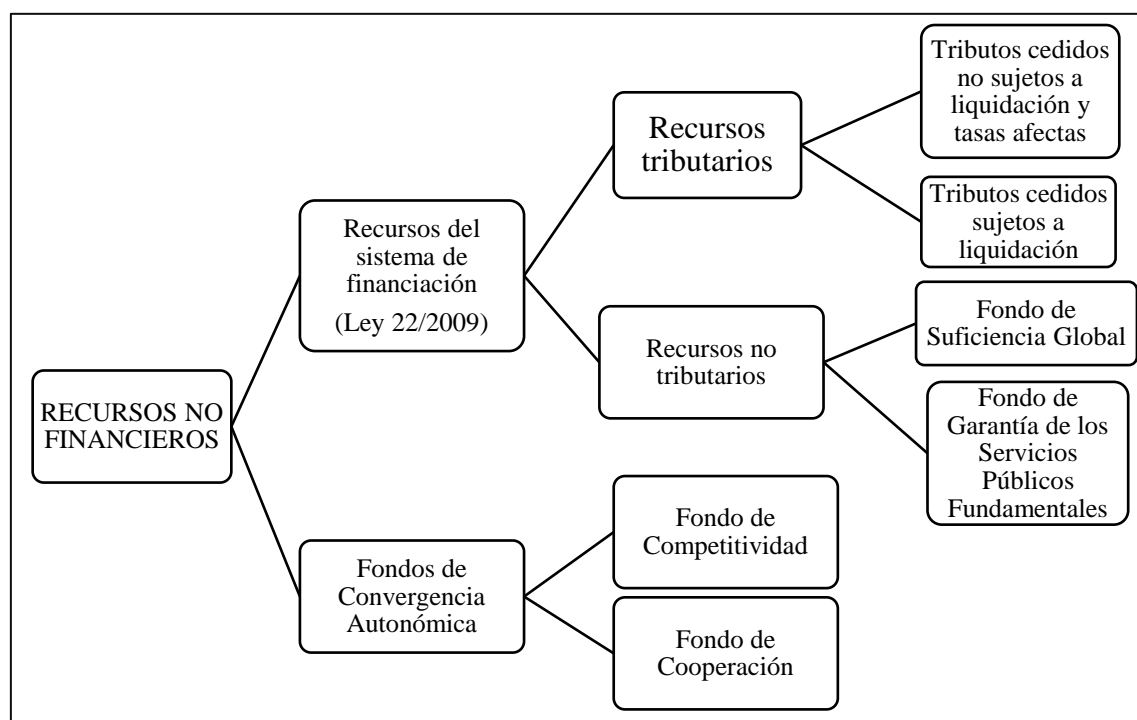 RECURSOS NO
FINANCIEROS
Recursos del
sistema de
financiación
(Ley 22/2009)
Recursos
tributarios
Tributos cedidos
no sujetos a
liquidación y
tasas afectas
Tributos cedidos
sujetos a
liquidación
Recursos no
tributarios
Fondo de
Suficiencia Global
Fondo de
Garantía de los
Servicios
Públicos
Fundamentales
Fondos de
Convergencia
Autonómica
Fondo de
Competitividad
Fondo de
Cooperación